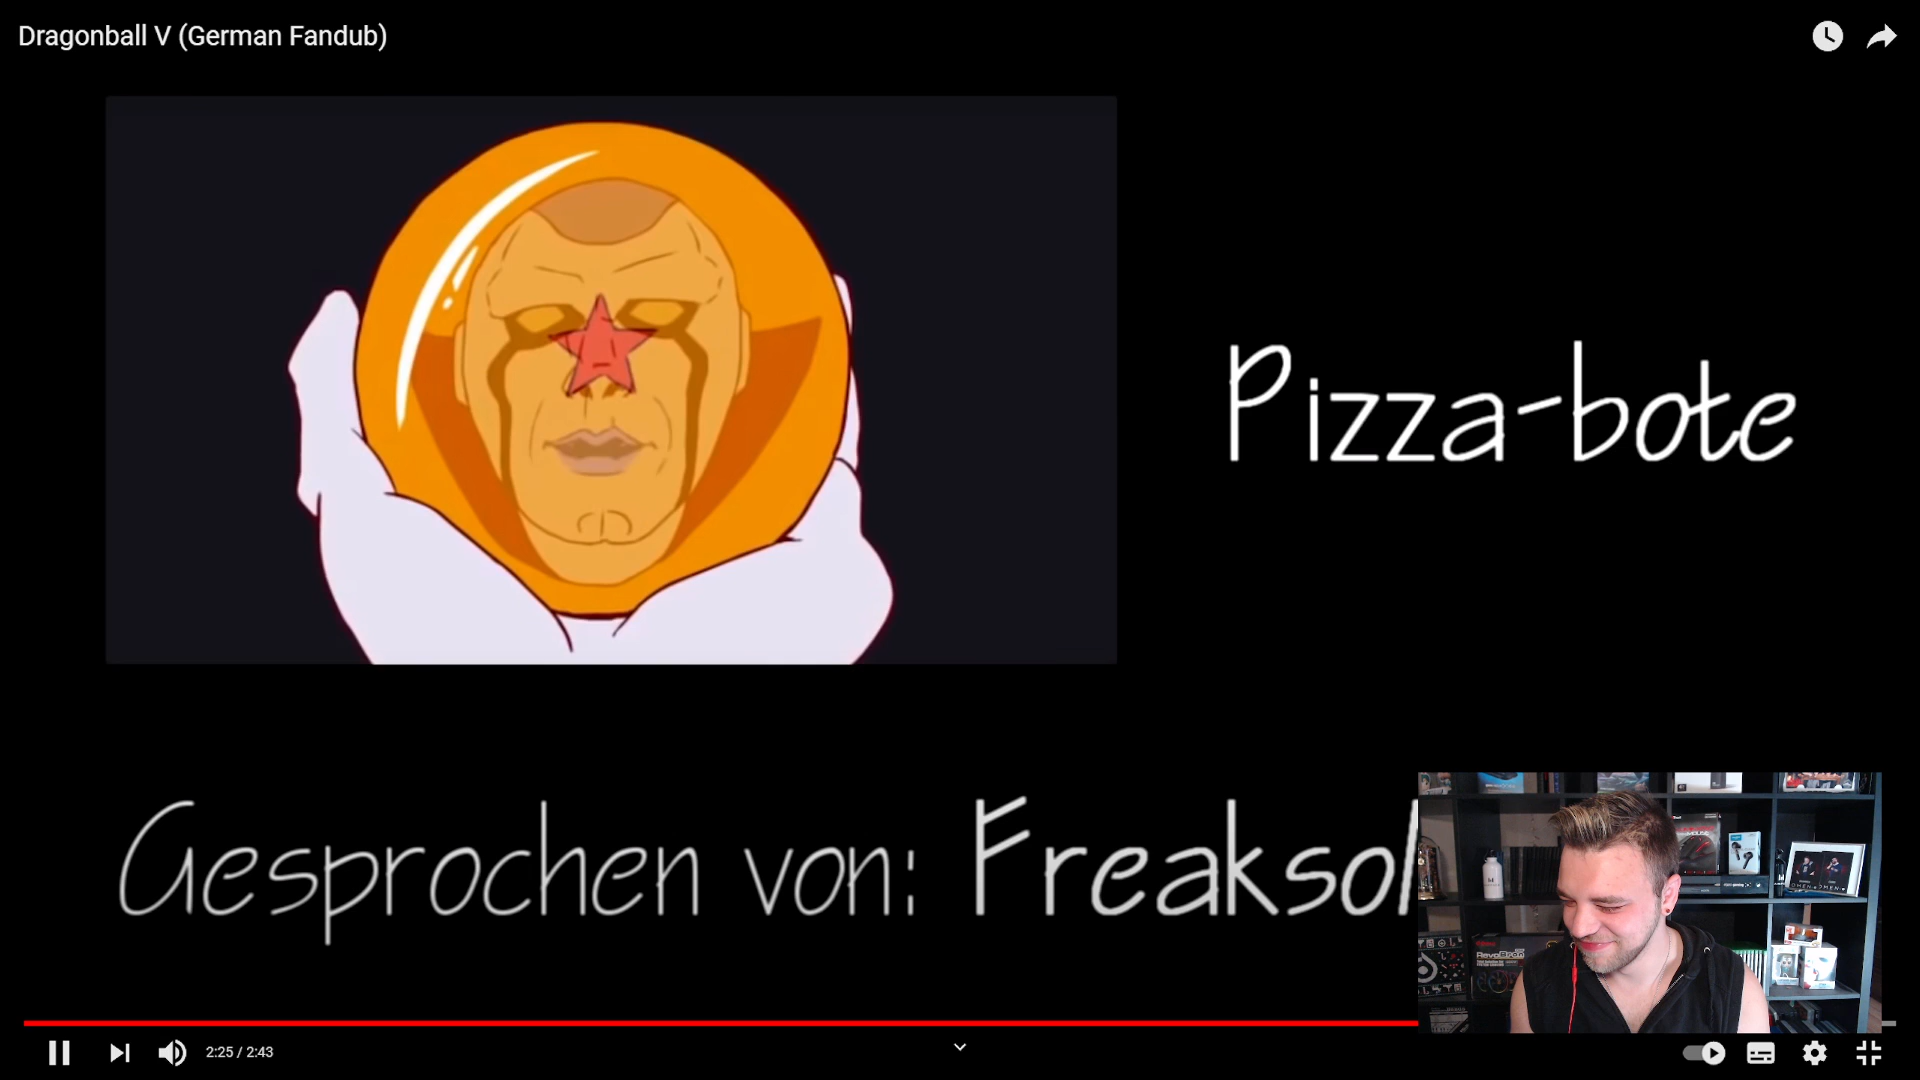 Dragonball V (German Fandub)
Pizza-bote
Gesprochen von: Freaksol
2:25 / 2:43